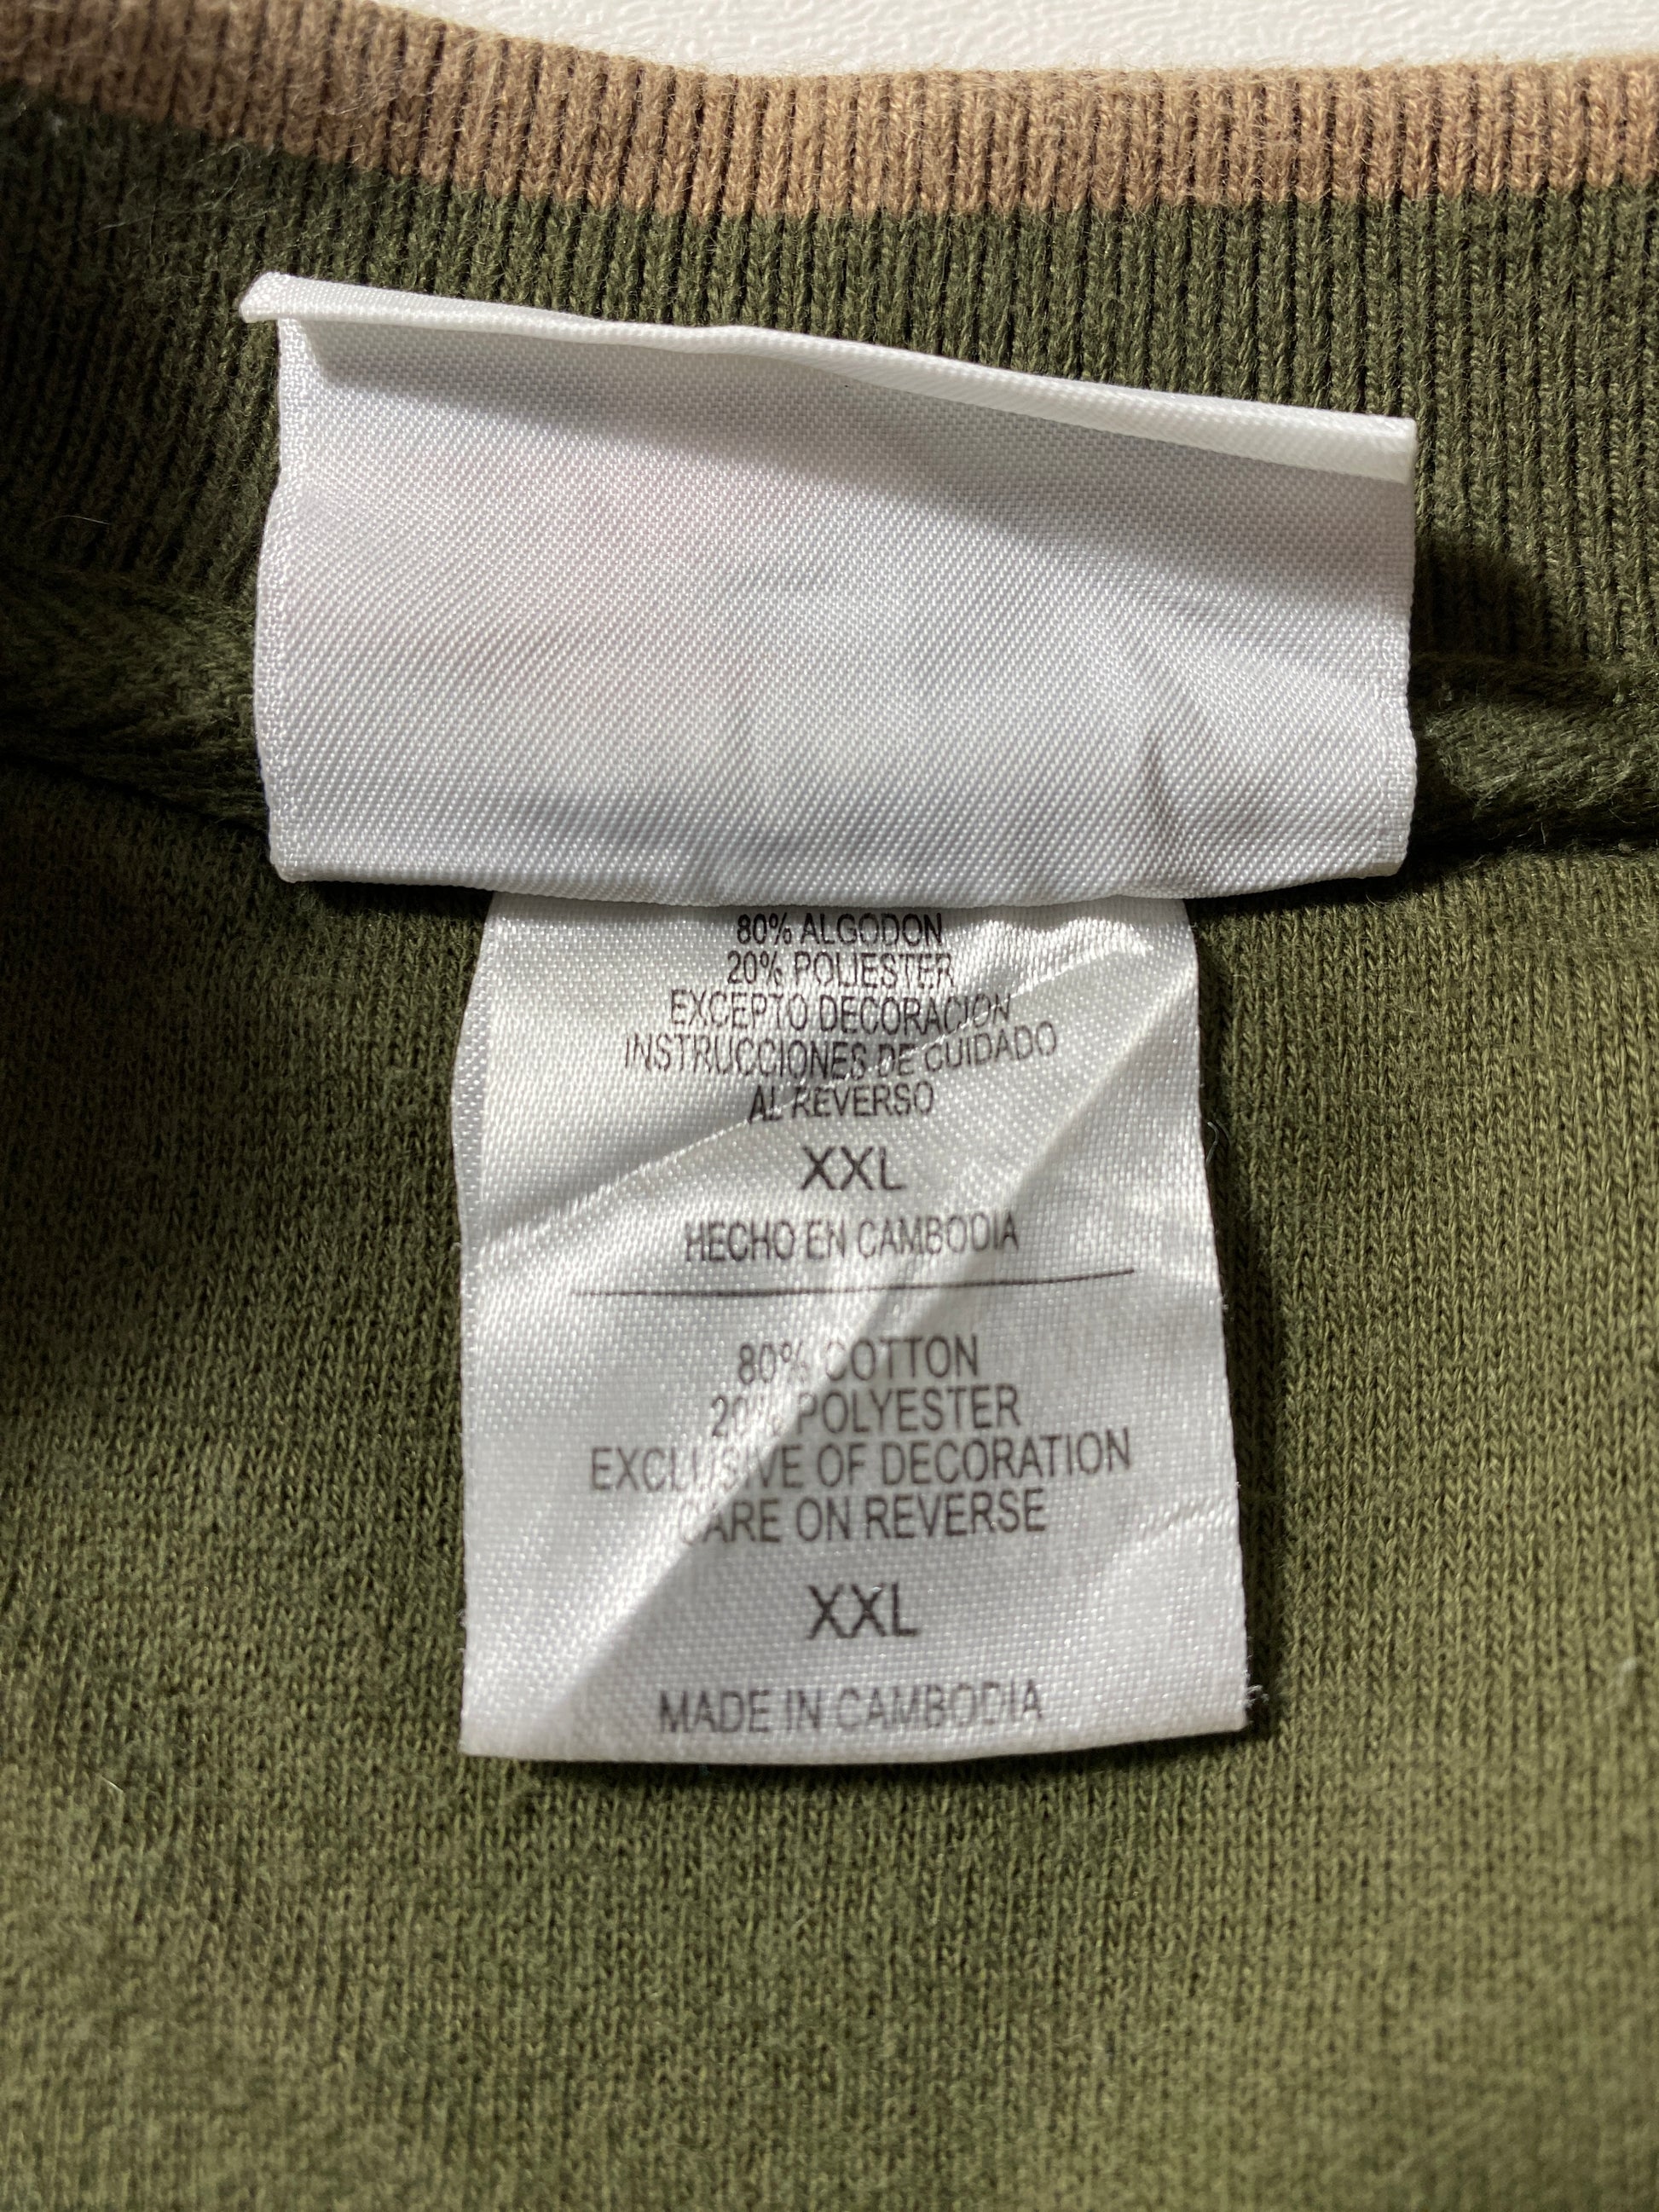 80% ALGODON
20% POLIESTER
EXCEPTO DECORACION
INSTRUCCIONES DE CUIDADO
AL REVERSO
XXL
HECHO EN CAMBODIA
80% COTTON
20% POLYESTER
EXCLUSIVE OF DECORATION
CARE ON REVERSE
XXL
MADE IN CAMBODIA